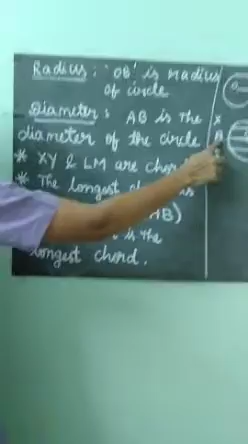 Radius: 'OB' is radius
of circle
Diameter: AB is the
diameter of the circle
* XY & LM are
* The longest
AB)
is the
longest chord.
X
A